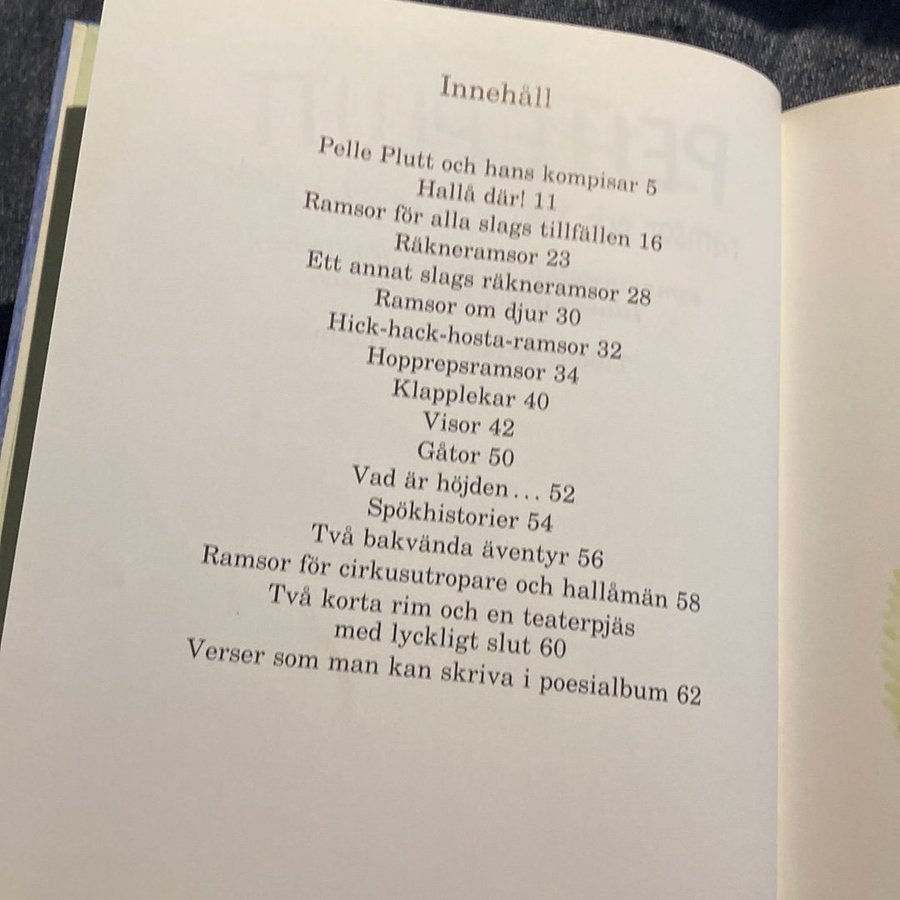 Innehåll
Pelle Plutt och hans kompisar 5
Hallå där! 11
Ramsor för alla slags tillfällen 16
Räkneramsor 23
Ett annat slags räkneramsor 28
Ramsor om djur 30
Hick-hack-hosta-ramsor 32
Hopprepsramsor 34
Klapplekar 40
Visor 42
Gåtor 50
Vad är höjden... 52
Spökhistorier 54
Två bakvända äventyr 56
Ramsor för cirkusutropare och hallåmän 58
Två korta rim och en teaterpjäs
med lyckligt slut 60
Verser som man kan skriva i poesialbum 62